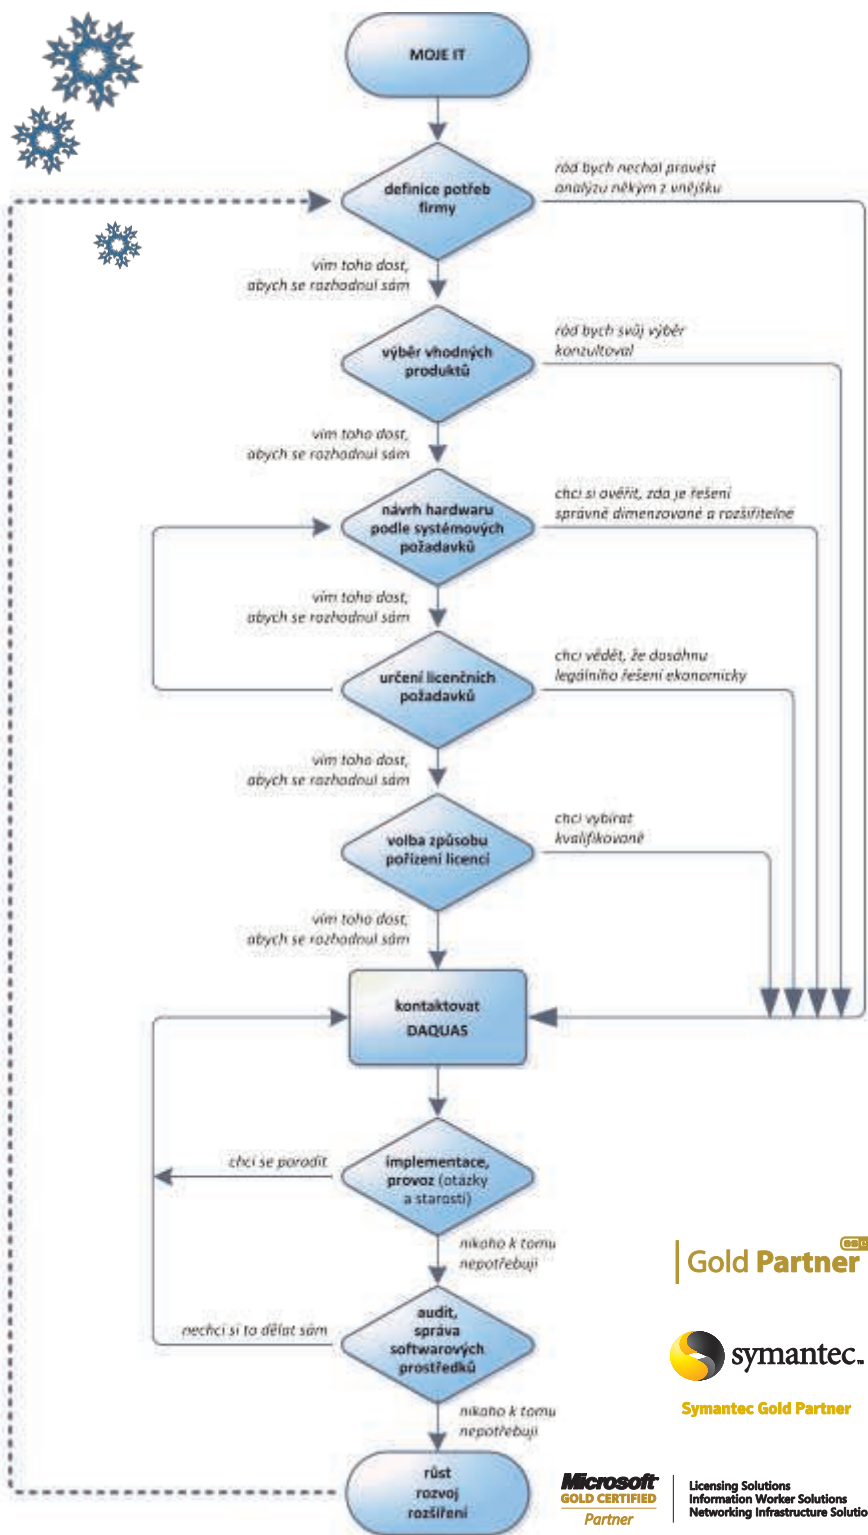 MOJE IT
definice potřeb
firmy
rád bych nechal provést
analýzu někým z vnějšku
vím toho dost,
abych se rozhodnul sám
výběr vhodných
produktů
rád bych svůj výběr
konzultoval
vím toho dost,
abych se rozhodnul sám
návrh hardwaru
podle systémových
požadavků
chci si ověřit, zda je řešení
správně dimenzované a rozšiřitelné
vím toho dost,
abych se rozhodnul sám
určení licenčních
požadavků
chci vědět, že dosáhnu
legálního řešení ekonomicky
vím toho dost,
abych se rozhodnul sám
volba způsobu
pořízení licencí
chci vybírat
kvalifikovaně
vím toho dost,
abych se rozhodnul sám
kontaktovat
DAQUAS
chci se poradit
implementace,
provoz (otázky
a starosti)
nikoho k tomu
nepotřebuji
nechci si to dělat sám
audit,
správa
softwarových
prostředků
nikoho k tomu
nepotřebuji
růst
rozvoj
rozšíření
Gold Partner
symantec.
Symantec Gold Partner
Microsoft
GOLD CERTIFIED
Partner
Licensing Solutions
Information Worker Solutions
Networking Infrastructure Solutio